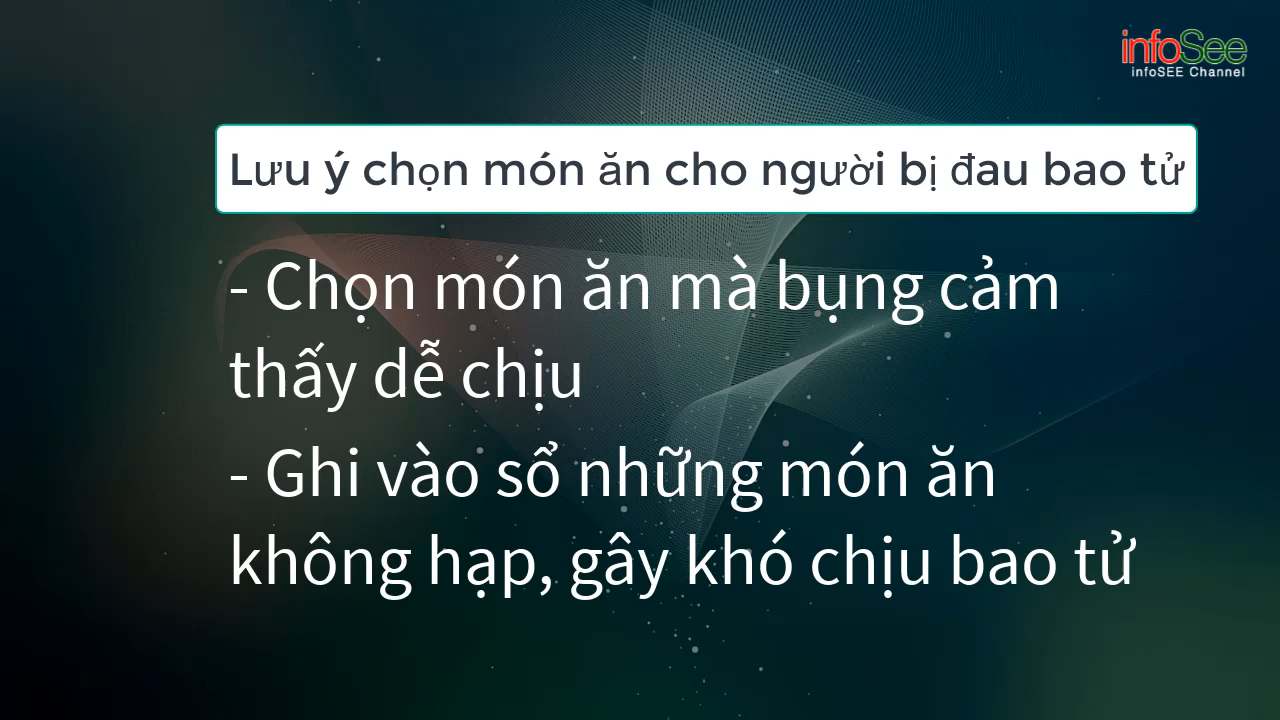 infoSee
infoSEE Channel
Lưu ý chọn món ăn cho người bị đau bao tử
- Chọn món ăn mà bụng cảm
thấy dễ chịu
- Ghi vào sổ những món ăn
không hạp, gây khó chịu bao tử